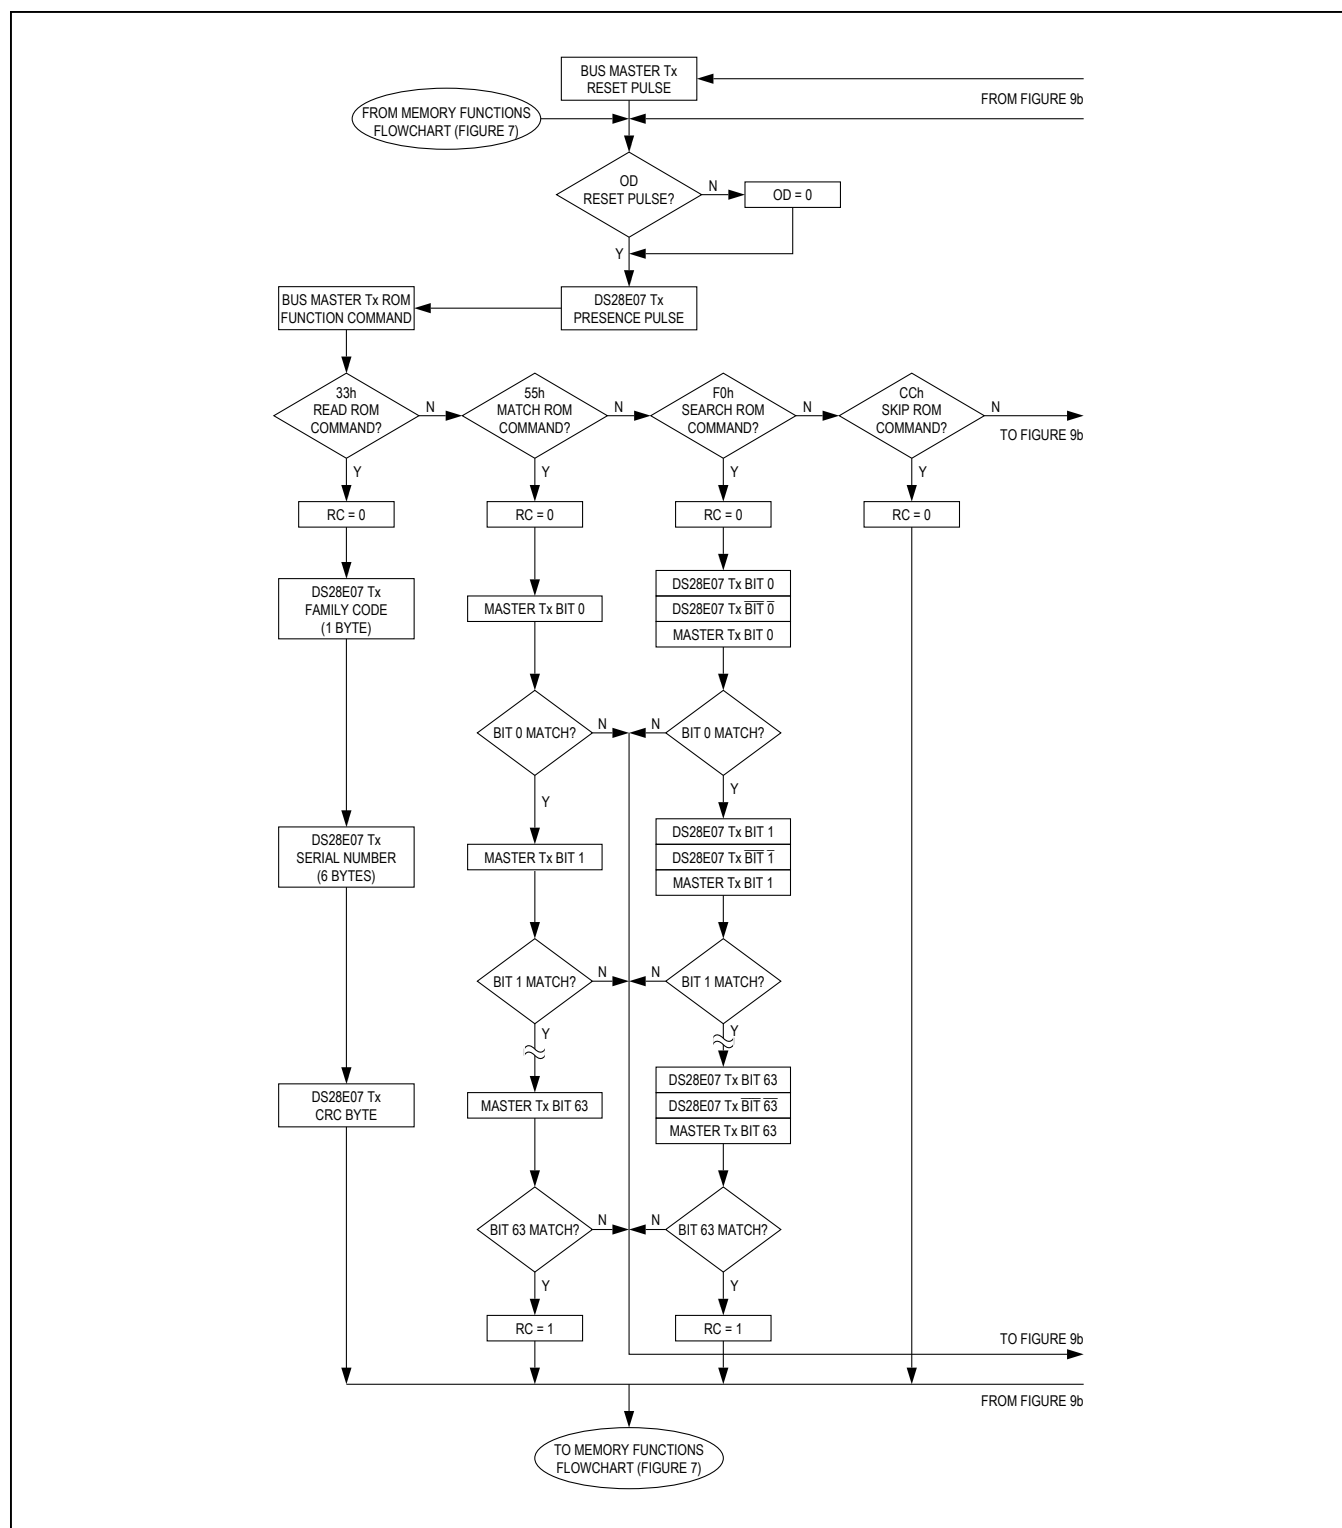 BUS MASTER Tx
RESET PULSE
FROM FIGURE 9b
FROM MEMORY FUNCTIONS
FLOWCHART (FIGURE 7)
OD
RESET PULSE?
N
OD = 0
Y
BUS MASTER Tx ROM
FUNCTION COMMAND
DS28E07 Tx
PRESENCE PULSE
33h
READ ROM
COMMAND?
N
55h
MATCH ROM
COMMAND?
N
F0h
SEARCH ROM
COMMAND?
N
CCh
SKIP ROM
COMMAND?
N
TO FIGURE 9b
Y
Y
Y
Y
RC = 0
RC = 0
RC = 0
RC = 0
DS28E07 Tx
FAMILY CODE
(1 BYTE)
MASTER Tx BIT 0
DS28E07 Tx BIT 0
DS28E07 Tx B̅I̅T̅ 0̅
MASTER Tx BIT 0
BIT 0 MATCH?
N
N
BIT 0 MATCH?
Y
Y
DS28E07 Tx
SERIAL NUMBER
(6 BYTES)
MASTER Tx BIT 1
DS28E07 Tx BIT 1
DS28E07 Tx B̅I̅T̅ 1̅
MASTER Tx BIT 1
BIT 1 MATCH?
N
N
BIT 1 MATCH?
Y
Y
DS28E07 Tx
CRC BYTE
MASTER Tx BIT 63
DS28E07 Tx BIT 63
DS28E07 Tx B̅I̅T̅ 6̅3̅
MASTER Tx BIT 63
BIT 63 MATCH?
N
N
BIT 63 MATCH?
Y
Y
RC = 1
RC = 1
TO FIGURE 9b
FROM FIGURE 9b
TO MEMORY FUNCTIONS
FLOWCHART (FIGURE 7)